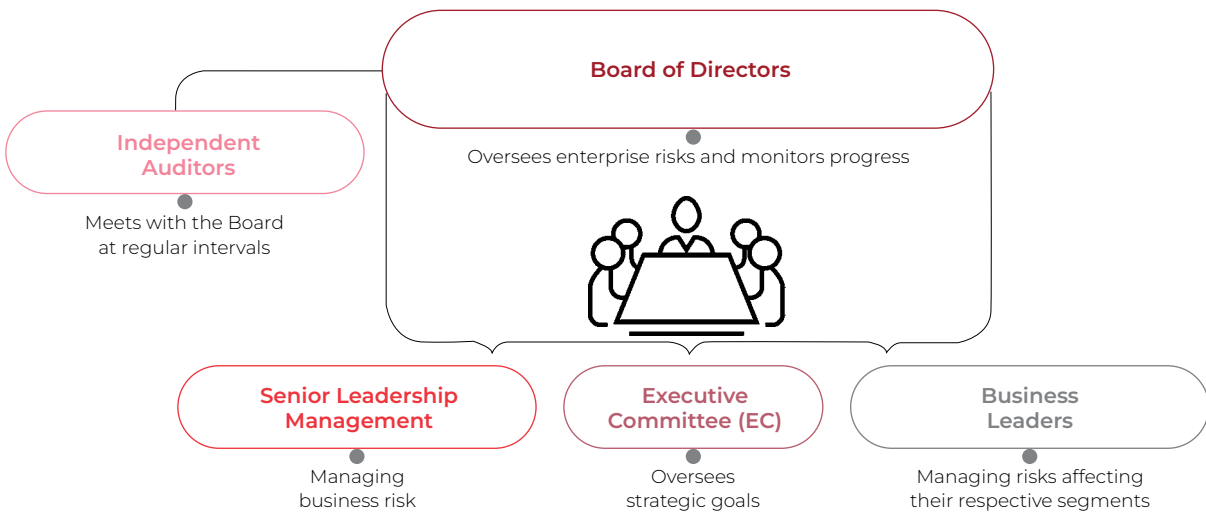 Board of Directors
Oversees enterprise risks and monitors progress
Independent
Auditors
Meets with the Board
at regular intervals
Senior Leadership
Management
Managing
business risk
Executive
Committee (EC)
Oversees
strategic goals
Business
Leaders
Managing risks affecting
their respective segments